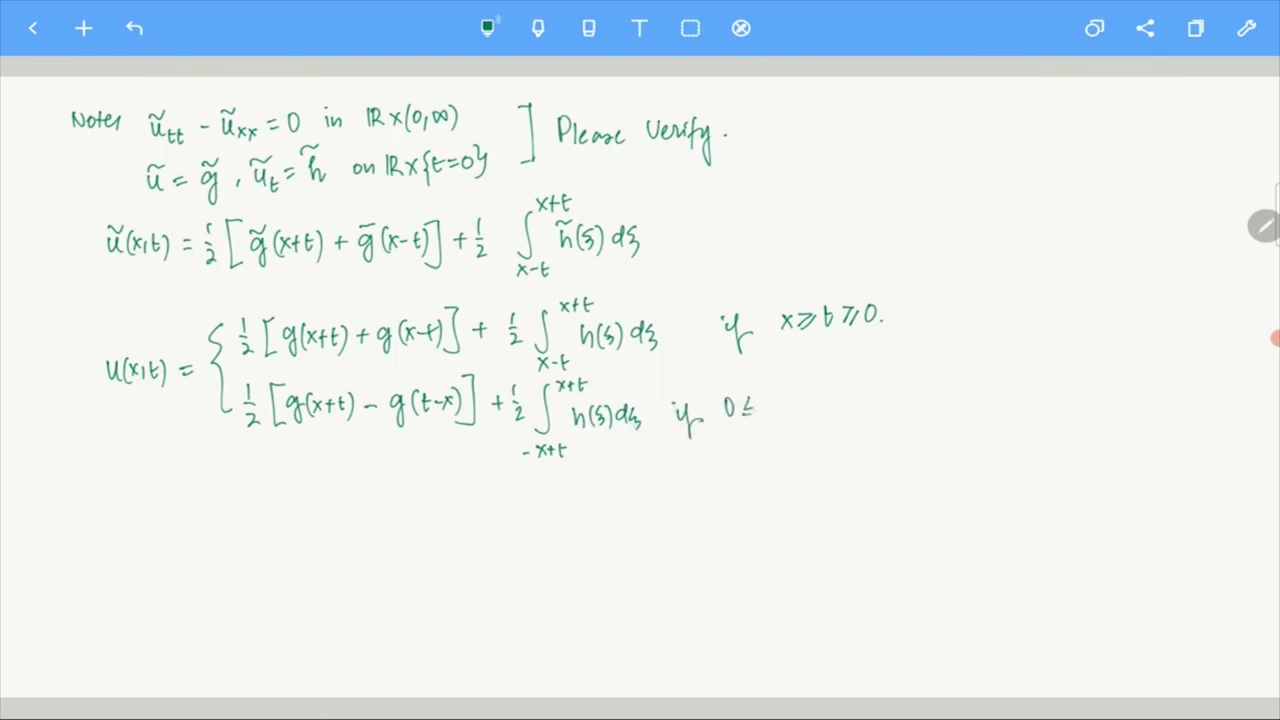 Notes ũ_tt - ũ_xx = 0 in ℝ×(0,∞)
ũ = g̃, ũ_t = h̃ on ℝ×{t=0} ] Please Verify.
ũ(x,t) = 1/2 [g̃(x+t) + g̃(x-t)] + 1/2 ∫_{x-t}^{x+t} h̃(ξ) dξ
u(x,t) = { 1/2 [g(x+t) + g(x-t)] + 1/2 ∫_{x-t}^{x+t} h(ξ) dξ if x ≥ t ≥ 0.
1/2 [g(x+t) - g(t-x)] + 1/2 ∫_{-x+t}^{x+t} h(ξ) dξ if 0 ≤